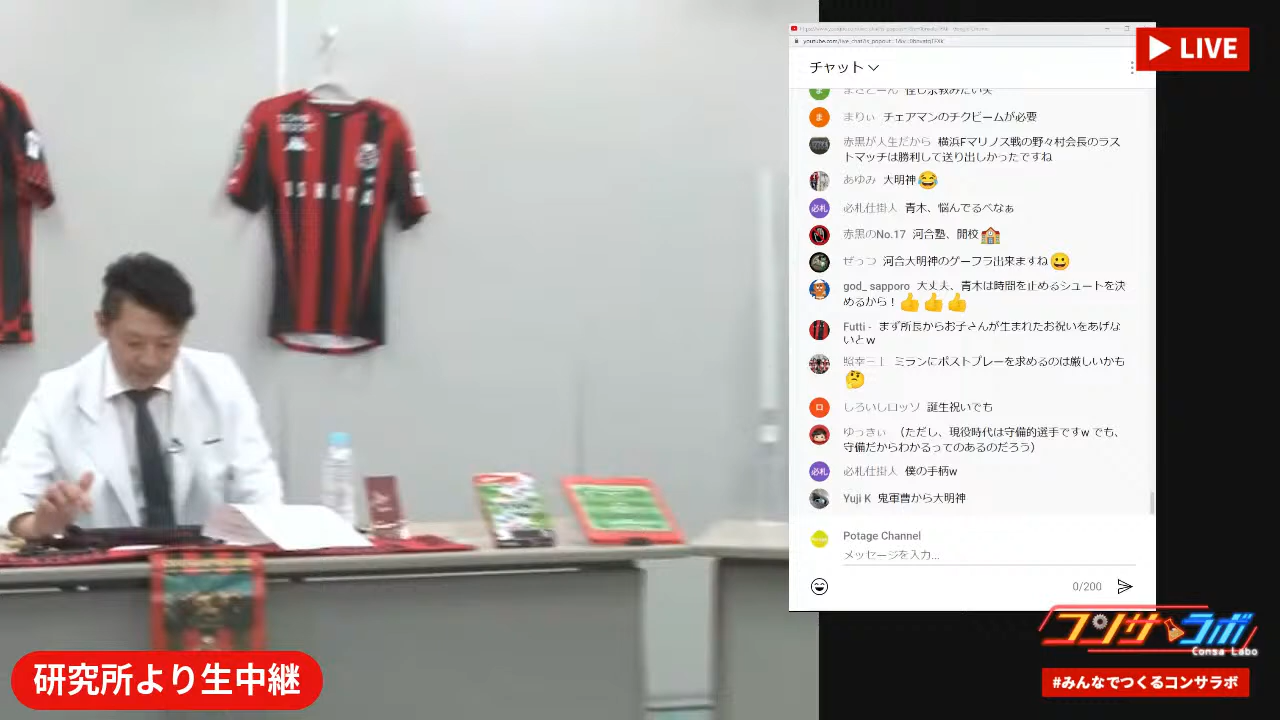 LIVE
チャット
チェアマンのチクビームが必要
まりぃ
赤黒が人生だから 横浜Fマリノス戦の野々村会長のラス
トマッチは勝利して送り出しかったですね
あゆみ 大明神😂
必札
必札仕掛人 青木、悩んでるべなぁ
赤黒のNo.17 河合塾、開校🏫
ぜっつ 河合大明神のゲーフラ出来ますね😀
god_ sapporo 大丈夫、青木は時間を止めるシュートを決
めるから！👍👍👍
Futti - まず所長からお子さんが生まれたお祝いをあげな
いとw
ミランにポストプレーを求めるのは厳しいかも
🤔
しろいしロッソ 誕生祝いでも
ゆっきぃ （ただし、現役時代は守備的選手ですw でも、
守備だからわかるってのあるのだろう）
必札
必札仕掛人 僕の手柄w
Yuji K 鬼軍曹から大明神
Potage Channel
メッセージを入力...
0/200
ISHIYA
研究所より生中継
コンサラボ
Consa Labo
#みんなでつくるコンサラボ